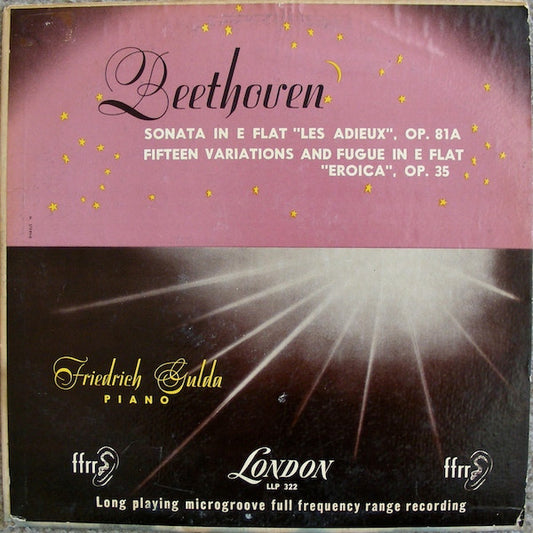 Beethoven
SONATA IN E FLAT "LES ADIEUX", OP. 81A
FIFTEEN VARIATIONS AND FUGUE IN E FLAT
"EROICA", OP. 35
Friedrich Gulda
PIANO
ffrr LONDON ffrr
LLP 322
Long playing microgroove full frequency range recording